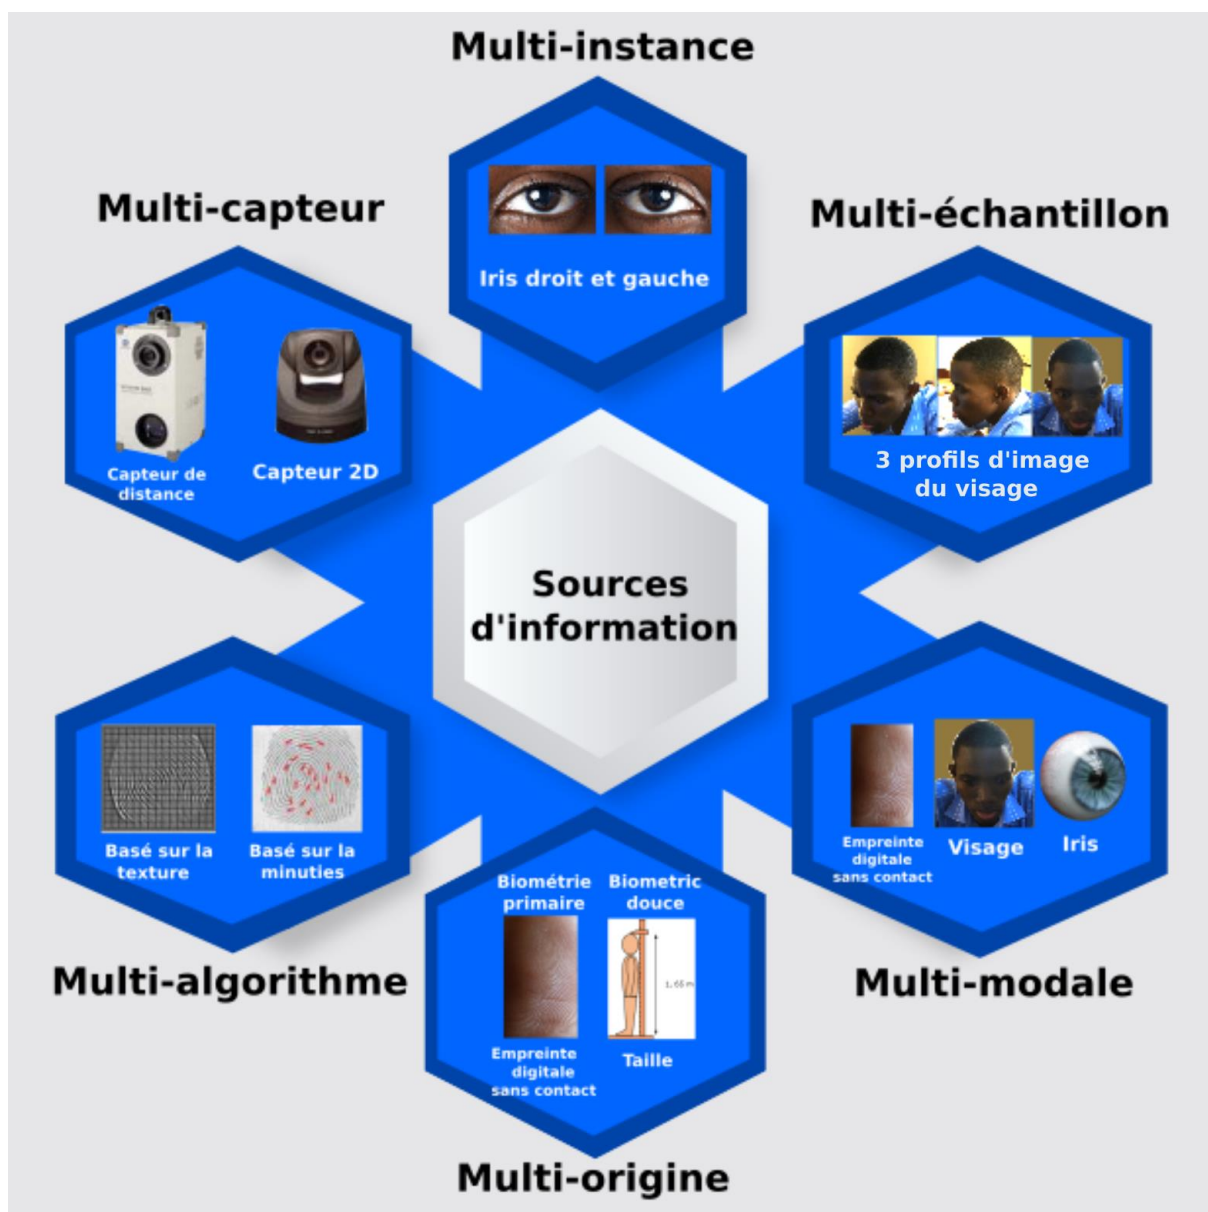 Multi-instance
Iris droit et gauche
Multi-capteur
Capteur de
distance
Capteur 2D
Multi-échantillon
3 profils d'image
du visage
Sources
d'information
Basé sur la
texture
Basé sur la
minuties
Multi-algorithme
Biométrie
primaire
Biometric
douce
1,66 m
Empreinte
digitale
sans contact
Taille
Multi-origine
Empreinte
digitale
sans contact
Visage
Iris
Multi-modale